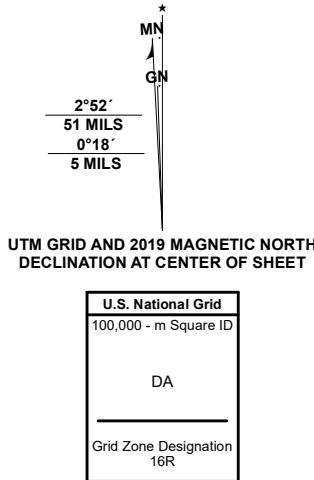 MN
GN
2°52´
51 MILS
0°18´
5 MILS
UTM GRID AND 2019 MAGNETIC NORTH
DECLINATION AT CENTER OF SHEET
U.S. National Grid
100,000 - m Square ID
DA
Grid Zone Designation
16R